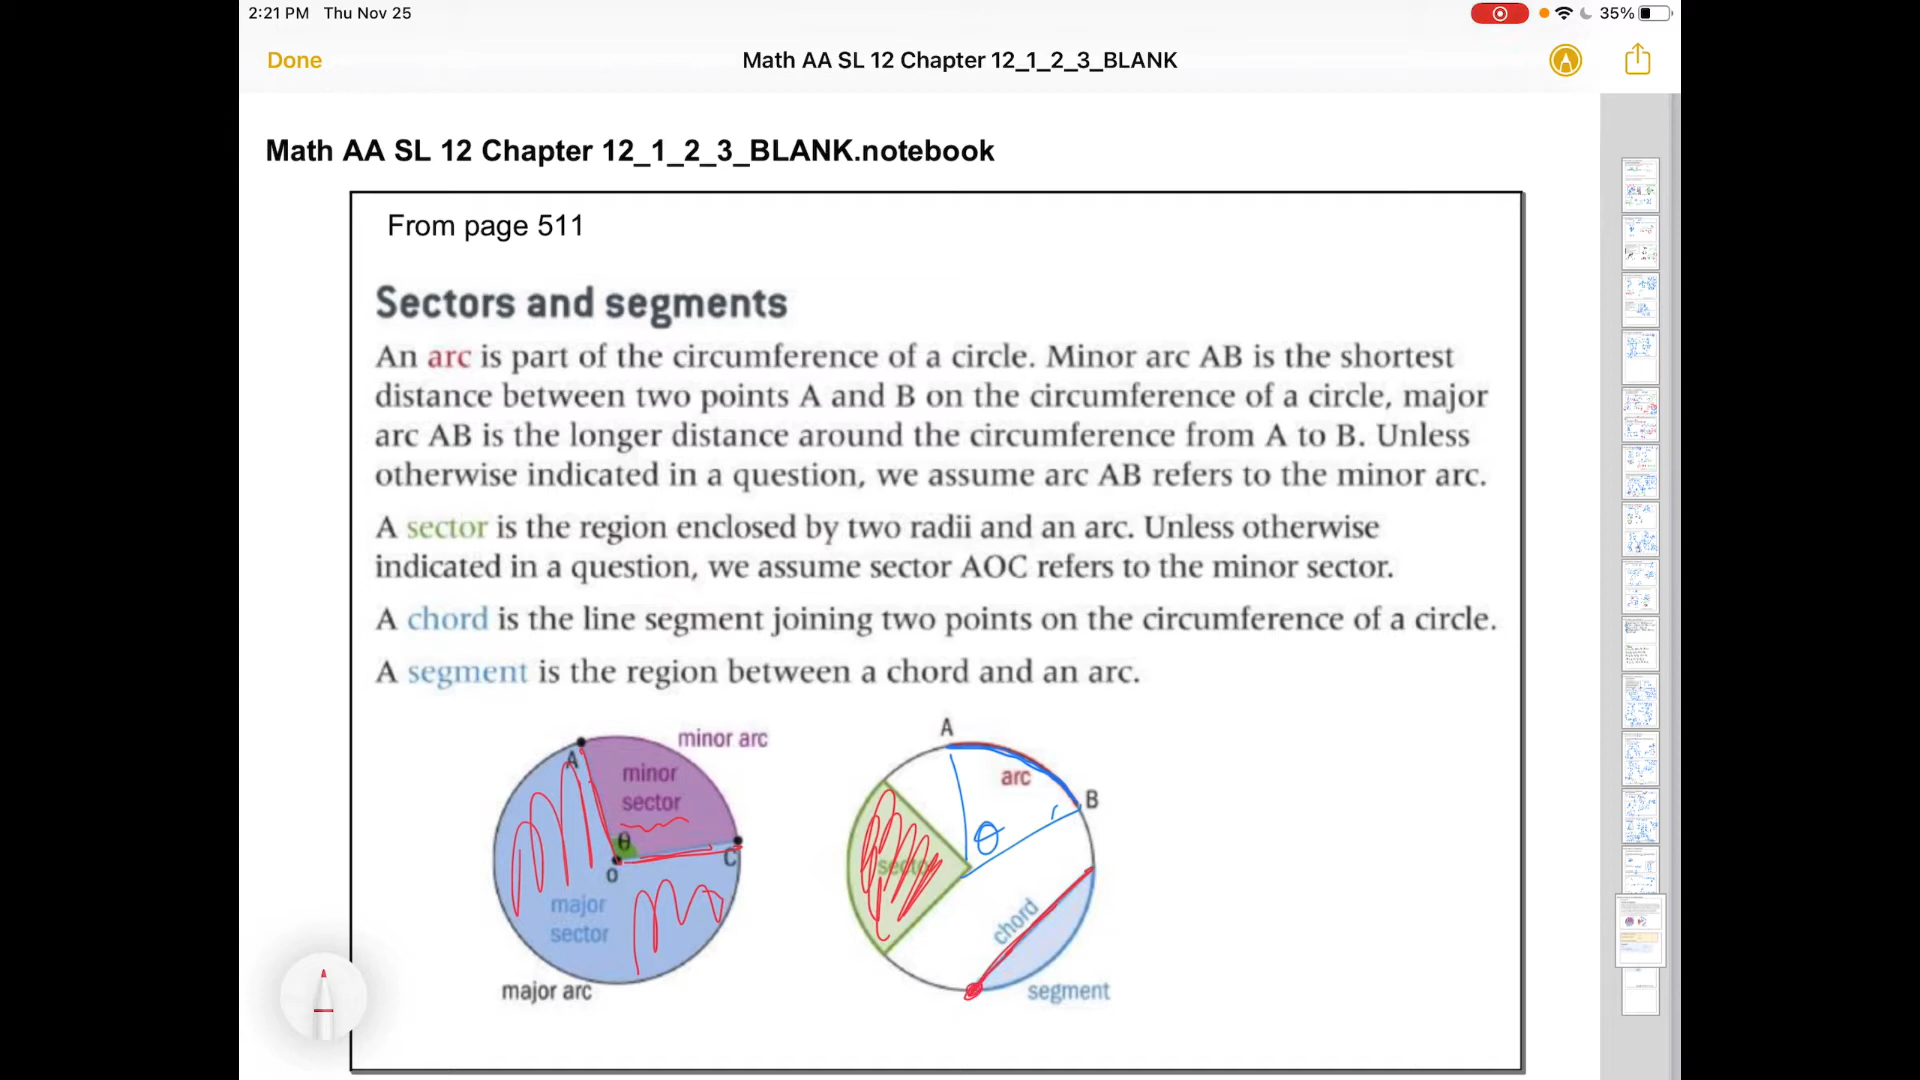 2:21 PM Thu Nov 25
35%
Done
Math AA SL 12 Chapter 12_1_2_3_BLANK
Math AA SL 12 Chapter 12_1_2_3_BLANK.notebook
From page 511
Sectors and segments
An arc is part of the circumference of a circle. Minor arc AB is the shortest
distance between two points A and B on the circumference of a circle, major
arc AB is the longer distance around the circumference from A to B. Unless
otherwise indicated in a question, we assume arc AB refers to the minor arc.
A sector is the region enclosed by two radii and an arc. Unless otherwise
indicated in a question, we assume sector AOC refers to the minor sector.
A chord is the line segment joining two points on the circumference of a circle.
A segment is the region between a chord and an arc.
minor arc
A
minor
sector
θ
C
o
major
sector
major arc
A
arc
B
θ
sector
chord
segment